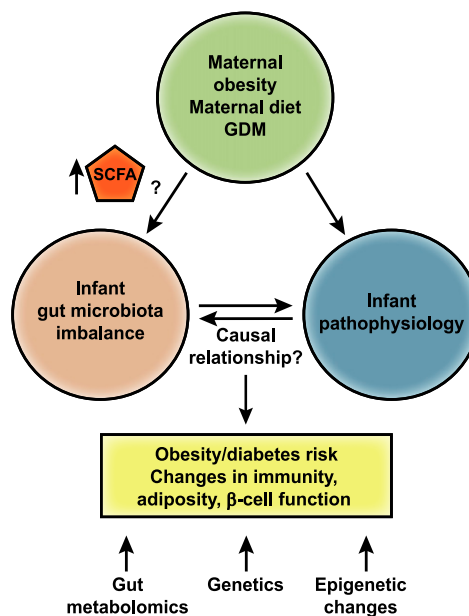 Maternal
obesity
Maternal diet
GDM
SCFA
?
Infant
gut microbiota
imbalance
Infant
pathophysiology
Causal
relationship?
Obesity/diabetes risk
Changes in immunity,
adiposity, β-cell function
Gut
metabolomics
Genetics
Epigenetic
changes